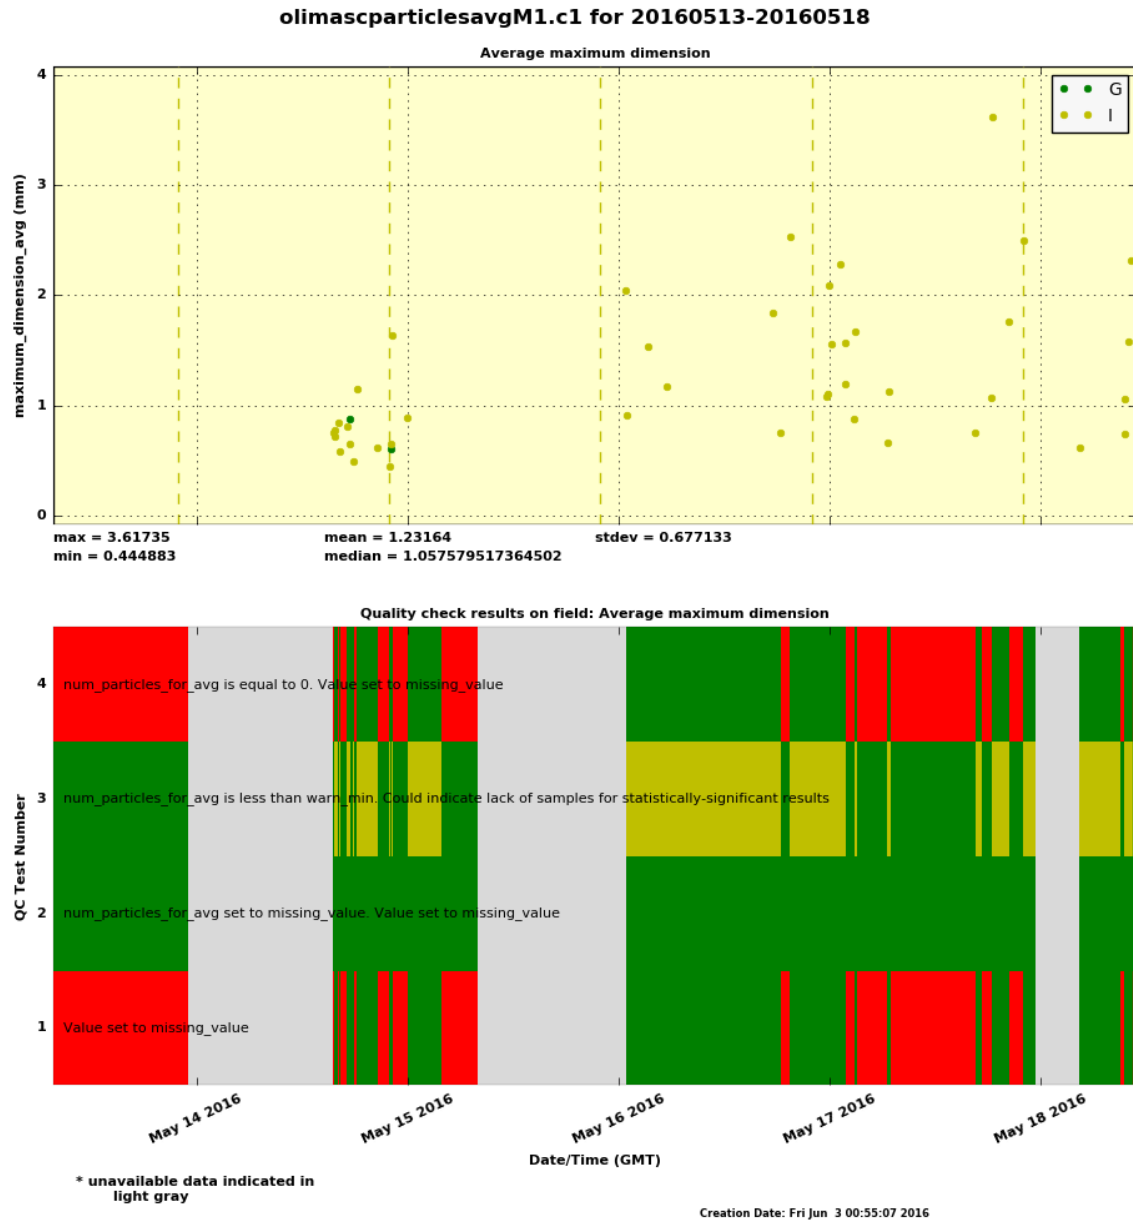 olimascparticlesavgM1.c1 for 20160513-20160518
Average maximum dimension
4
3
2
1
0
maximum_dimension_avg (mm)
G
I
max = 3.61735
mean = 1.23164
stdev = 0.677133
min = 0.444883
median = 1.057579517364502
Quality check results on field: Average maximum dimension
QC Test Number
4
num_particles_for_avg is equal to 0. Value set to missing_value
3
num_particles_for_avg is less than warn_min. Could indicate lack of samples for statistically-significant results
2
num_particles_for_avg set to missing_value. Value set to missing_value
1
Value set to missing_value
May 14 2016
May 15 2016
May 16 2016
May 17 2016
May 18 2016
Date/Time (GMT)
* unavailable data indicated in
light gray
Creation Date: Fri Jun  3 00:55:07 2016